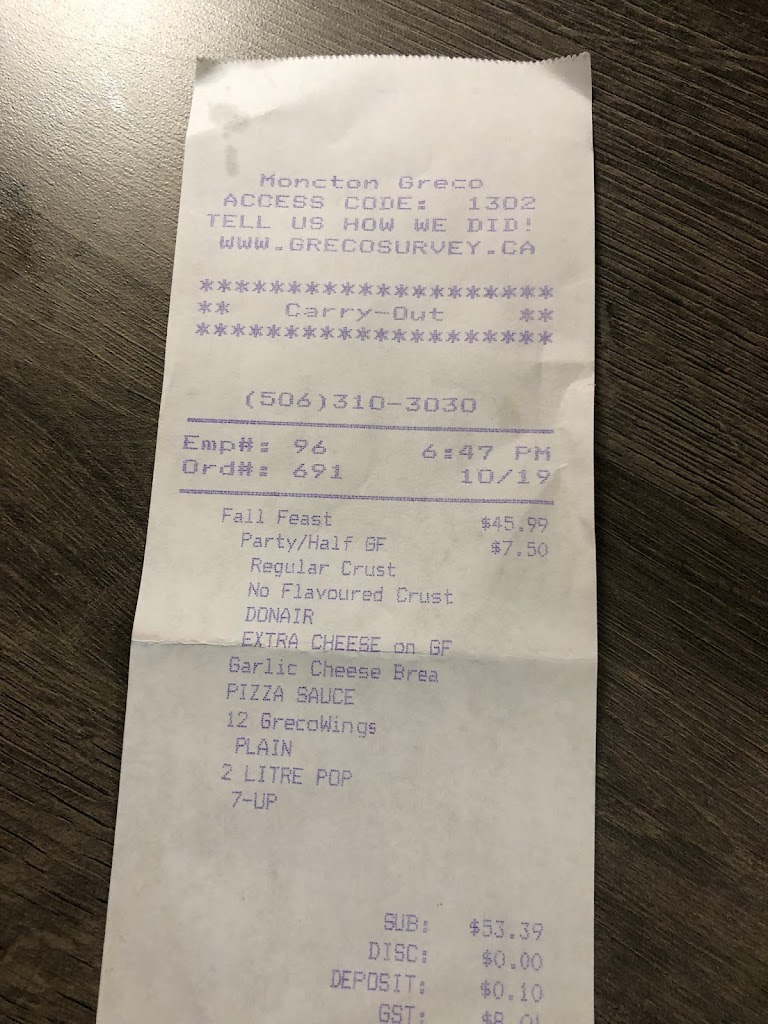 Moncton Greco
ACCESS CODE: 1302
TELL US HOW WE DID!
WWW.GRECOSURVEY.CA
********************
** Carry-Out **
********************
(506)310-3030
Emp#: 96 6:47 PM
Ord#: 691 10/19
Fall Feast $45.99
Party/Half GF $7.50
Regular Crust
No Flavoured Crust
DONAIR
EXTRA CHEESE on GF
Garlic Cheese Brea
PIZZA SAUCE
12 GrecoWings
PLAIN
2 LITRE POP
7-UP
SUB: $53.39
DISC: $0.00
DEPOSIT: $0.10
GST: